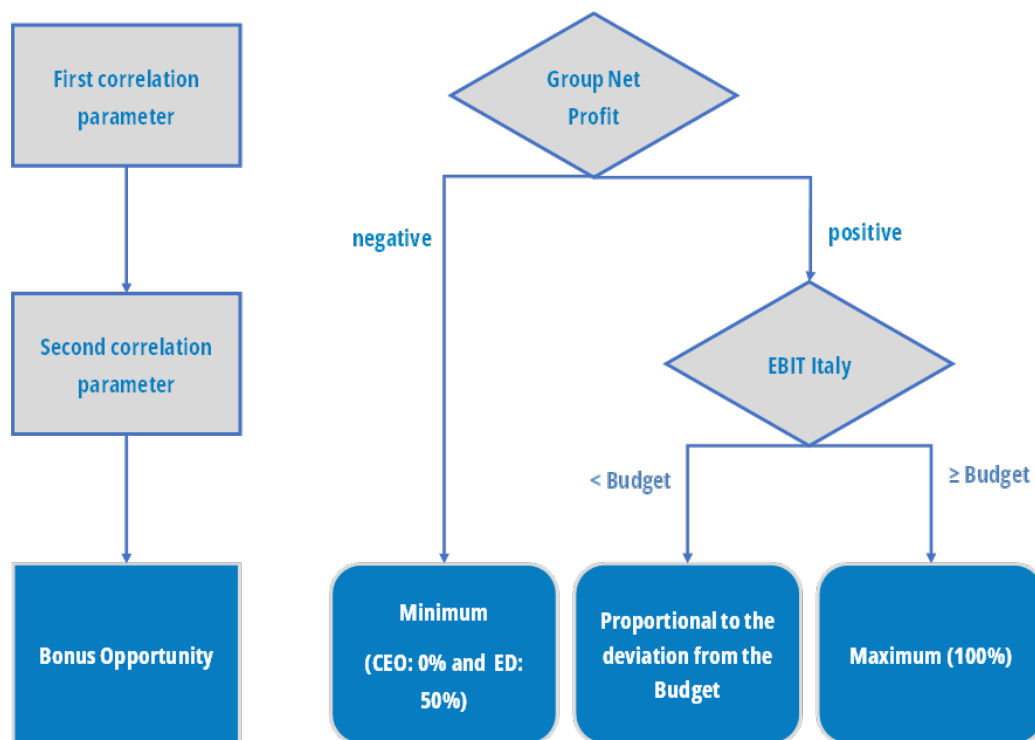 First correlation
parameter
Group Net
Profit
negative
positive
Second correlation
parameter
EBIT Italy
< Budget
≥ Budget
Bonus Opportunity
Minimum
(CEO: 0% and ED:
50%)
Proportional to the
deviation from the
Budget
Maximum (100%)